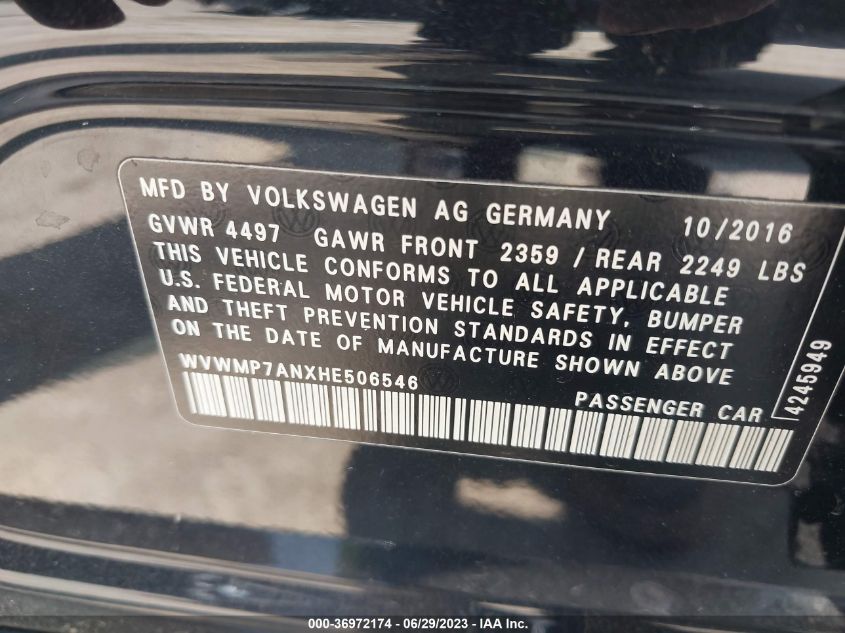 MFD BY VOLKSWAGEN AG GERMANY 10/2016
GVWR 4497 GAWR FRONT 2359 / REAR 2249 LBS
THIS VEHICLE CONFORMS TO ALL APPLICABLE
U.S. FEDERAL MOTOR VEHICLE SAFETY, BUMPER
AND THEFT PREVENTION STANDARDS IN EFFECT
ON THE DATE OF MANUFACTURE SHOWN ABOVE
WVWMP7ANXHE506546
PASSENGER CAR
4245949
000-36972174 | 06/29/2023 - IAA Inc.